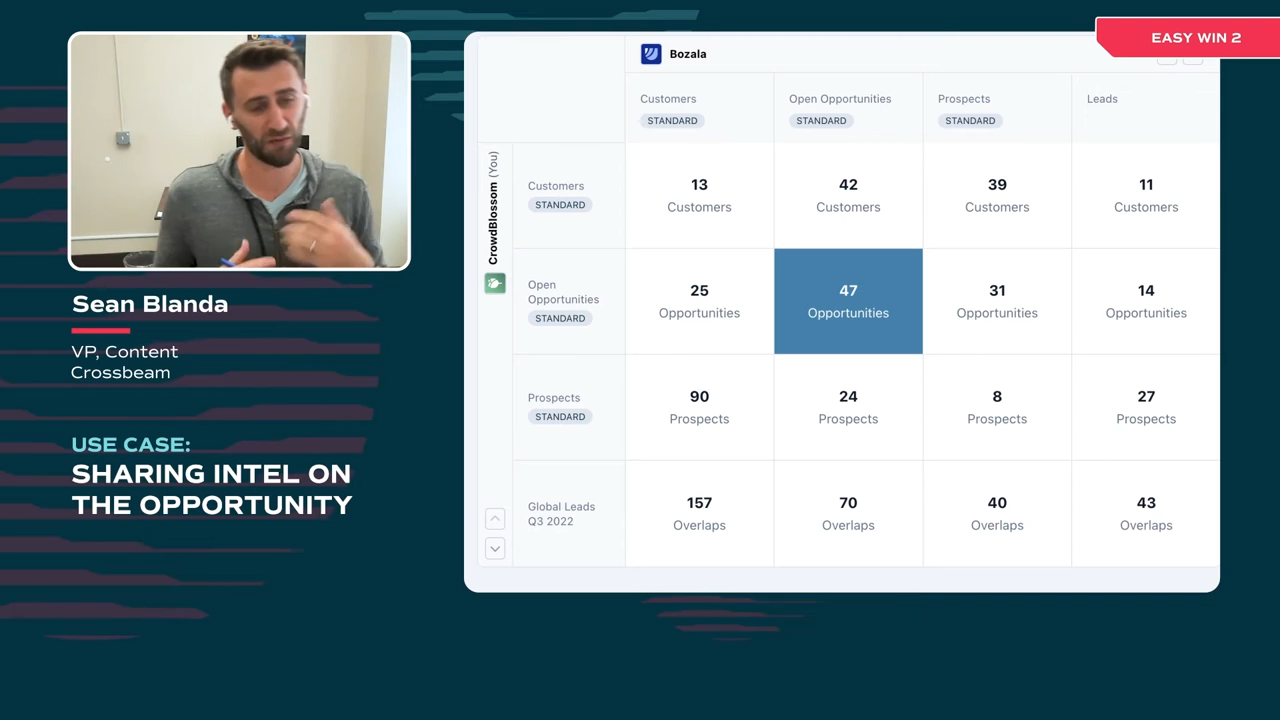 EASY WIN 2
Bozala
Customers
STANDARD
Open Opportunities
STANDARD
Prospects
STANDARD
Leads
CrowdBlossom (You)
Customers
STANDARD
13
Customers
42
Customers
39
Customers
11
Customers
Open
Opportunities
STANDARD
25
Opportunities
47
Opportunities
31
Opportunities
14
Opportunities
Prospects
STANDARD
90
Prospects
24
Prospects
8
Prospects
27
Prospects
Global Leads
Q3 2022
157
Overlaps
70
Overlaps
40
Overlaps
43
Overlaps
Sean Blanda
VP, Content
Crossbeam
USE CASE:
SHARING INTEL ON
THE OPPORTUNITY